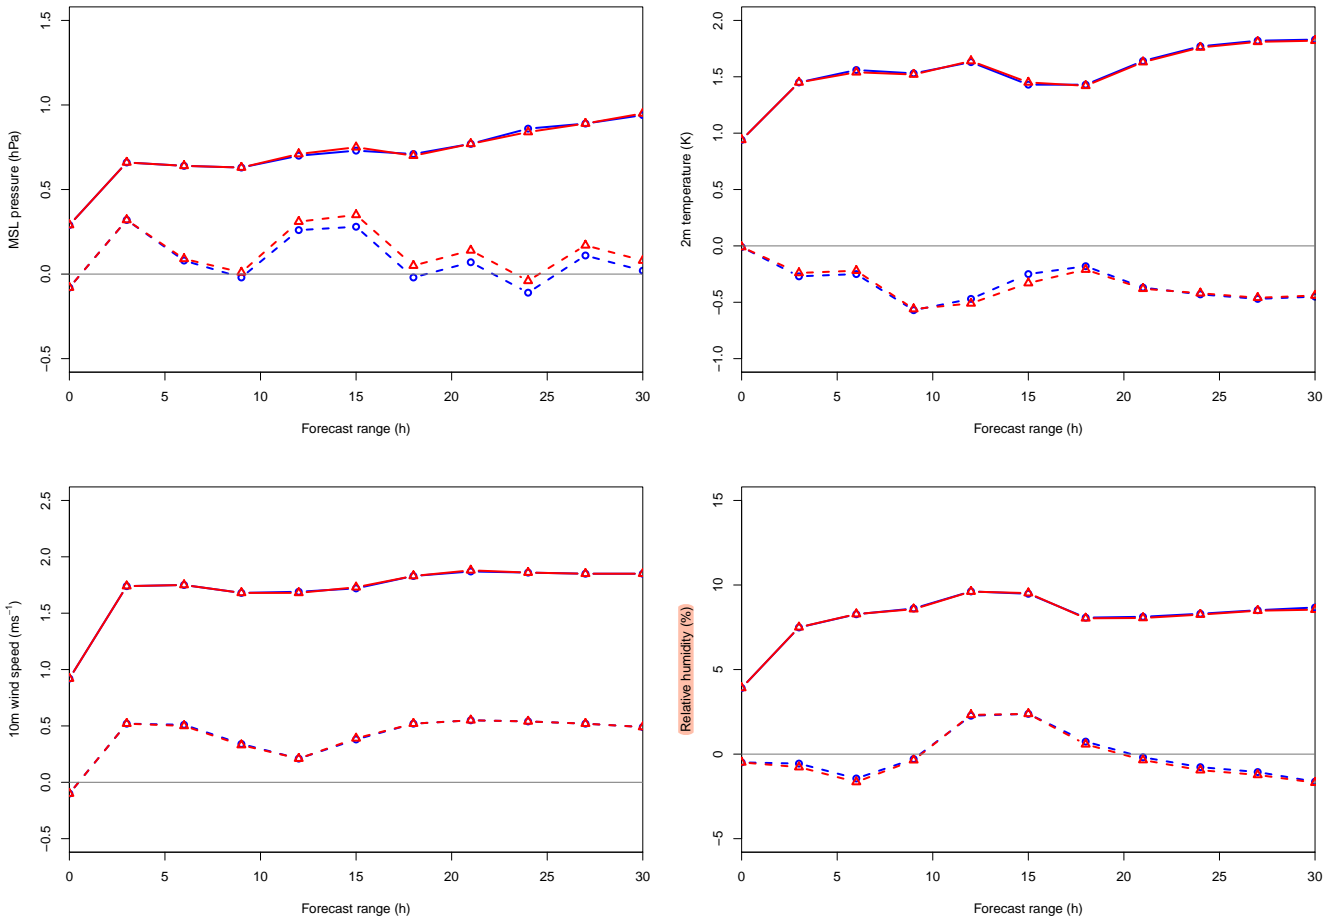 MSL pressure (hPa)
−0.5 0.0 0.5 1.0 1.5
0 5 10 15 20 25 30
Forecast range (h)
2m temperature (K)
−1.0 −0.5 0.0 0.5 1.0 1.5 2.0
0 5 10 15 20 25 30
Forecast range (h)
10m wind speed (ms⁻¹)
−0.5 0.0 0.5 1.0 1.5 2.0 2.5
0 5 10 15 20 25 30
Forecast range (h)
Relative humidity (%)
−5 0 5 10 15
0 5 10 15 20 25 30
Forecast range (h)